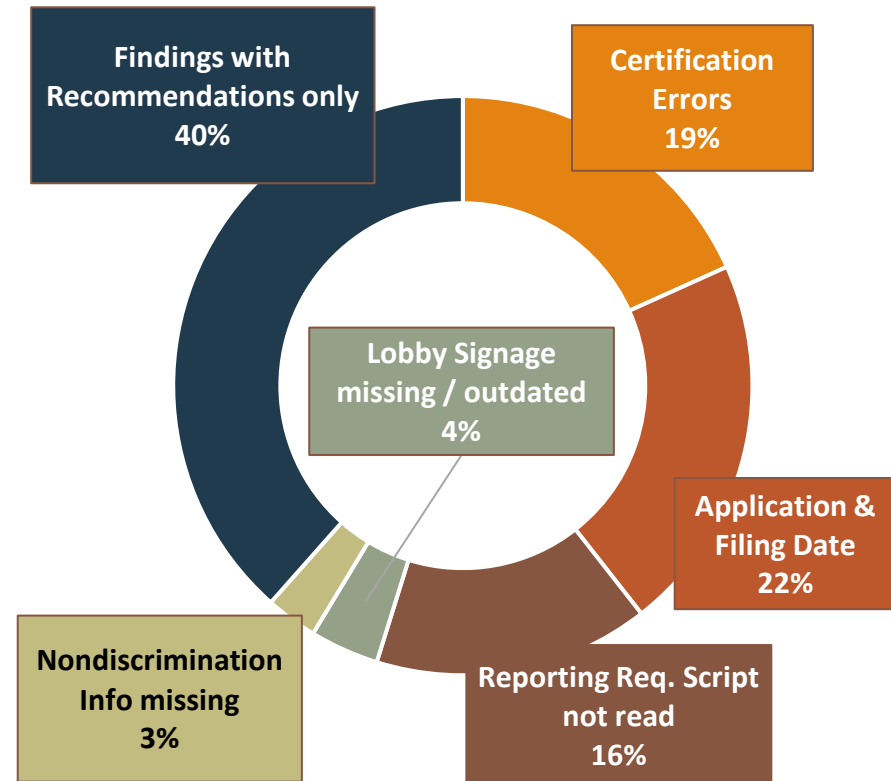 Findings with
Recommendations only
40%
Certification
Errors
19%
Lobby Signage
missing / outdated
4%
Application &
Filing Date
22%
Nondiscrimination
Info missing
3%
Reporting Req. Script
not read
16%